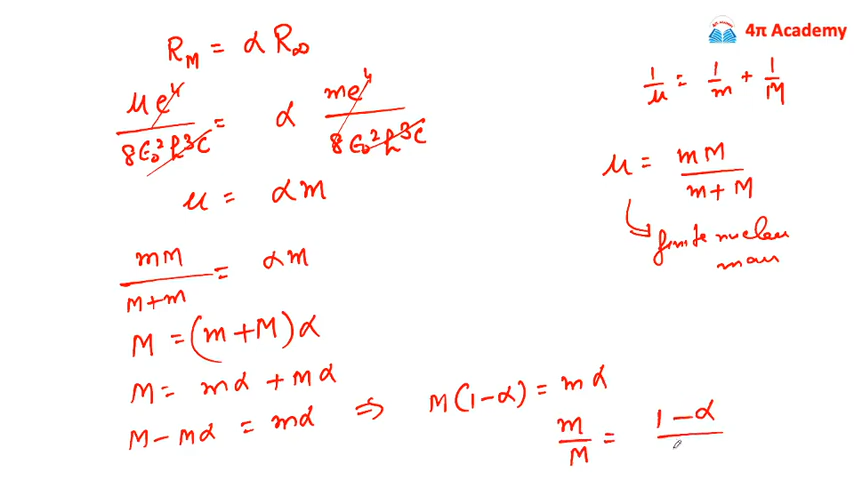 4π Academy
R_M = α R_∞
μe⁴ / 8ϵ₀²h³c = α me⁴ / 8ϵ₀²h³c
μ = αm
mM / M+m = αm
M = (m+M)α
M = mα + Mα
M - Mα = mα ⇒ M(1-α) = mα
m/M = 1-α /
1/μ = 1/m + 1/M
μ = mM / m+M
finite nuclear
mass